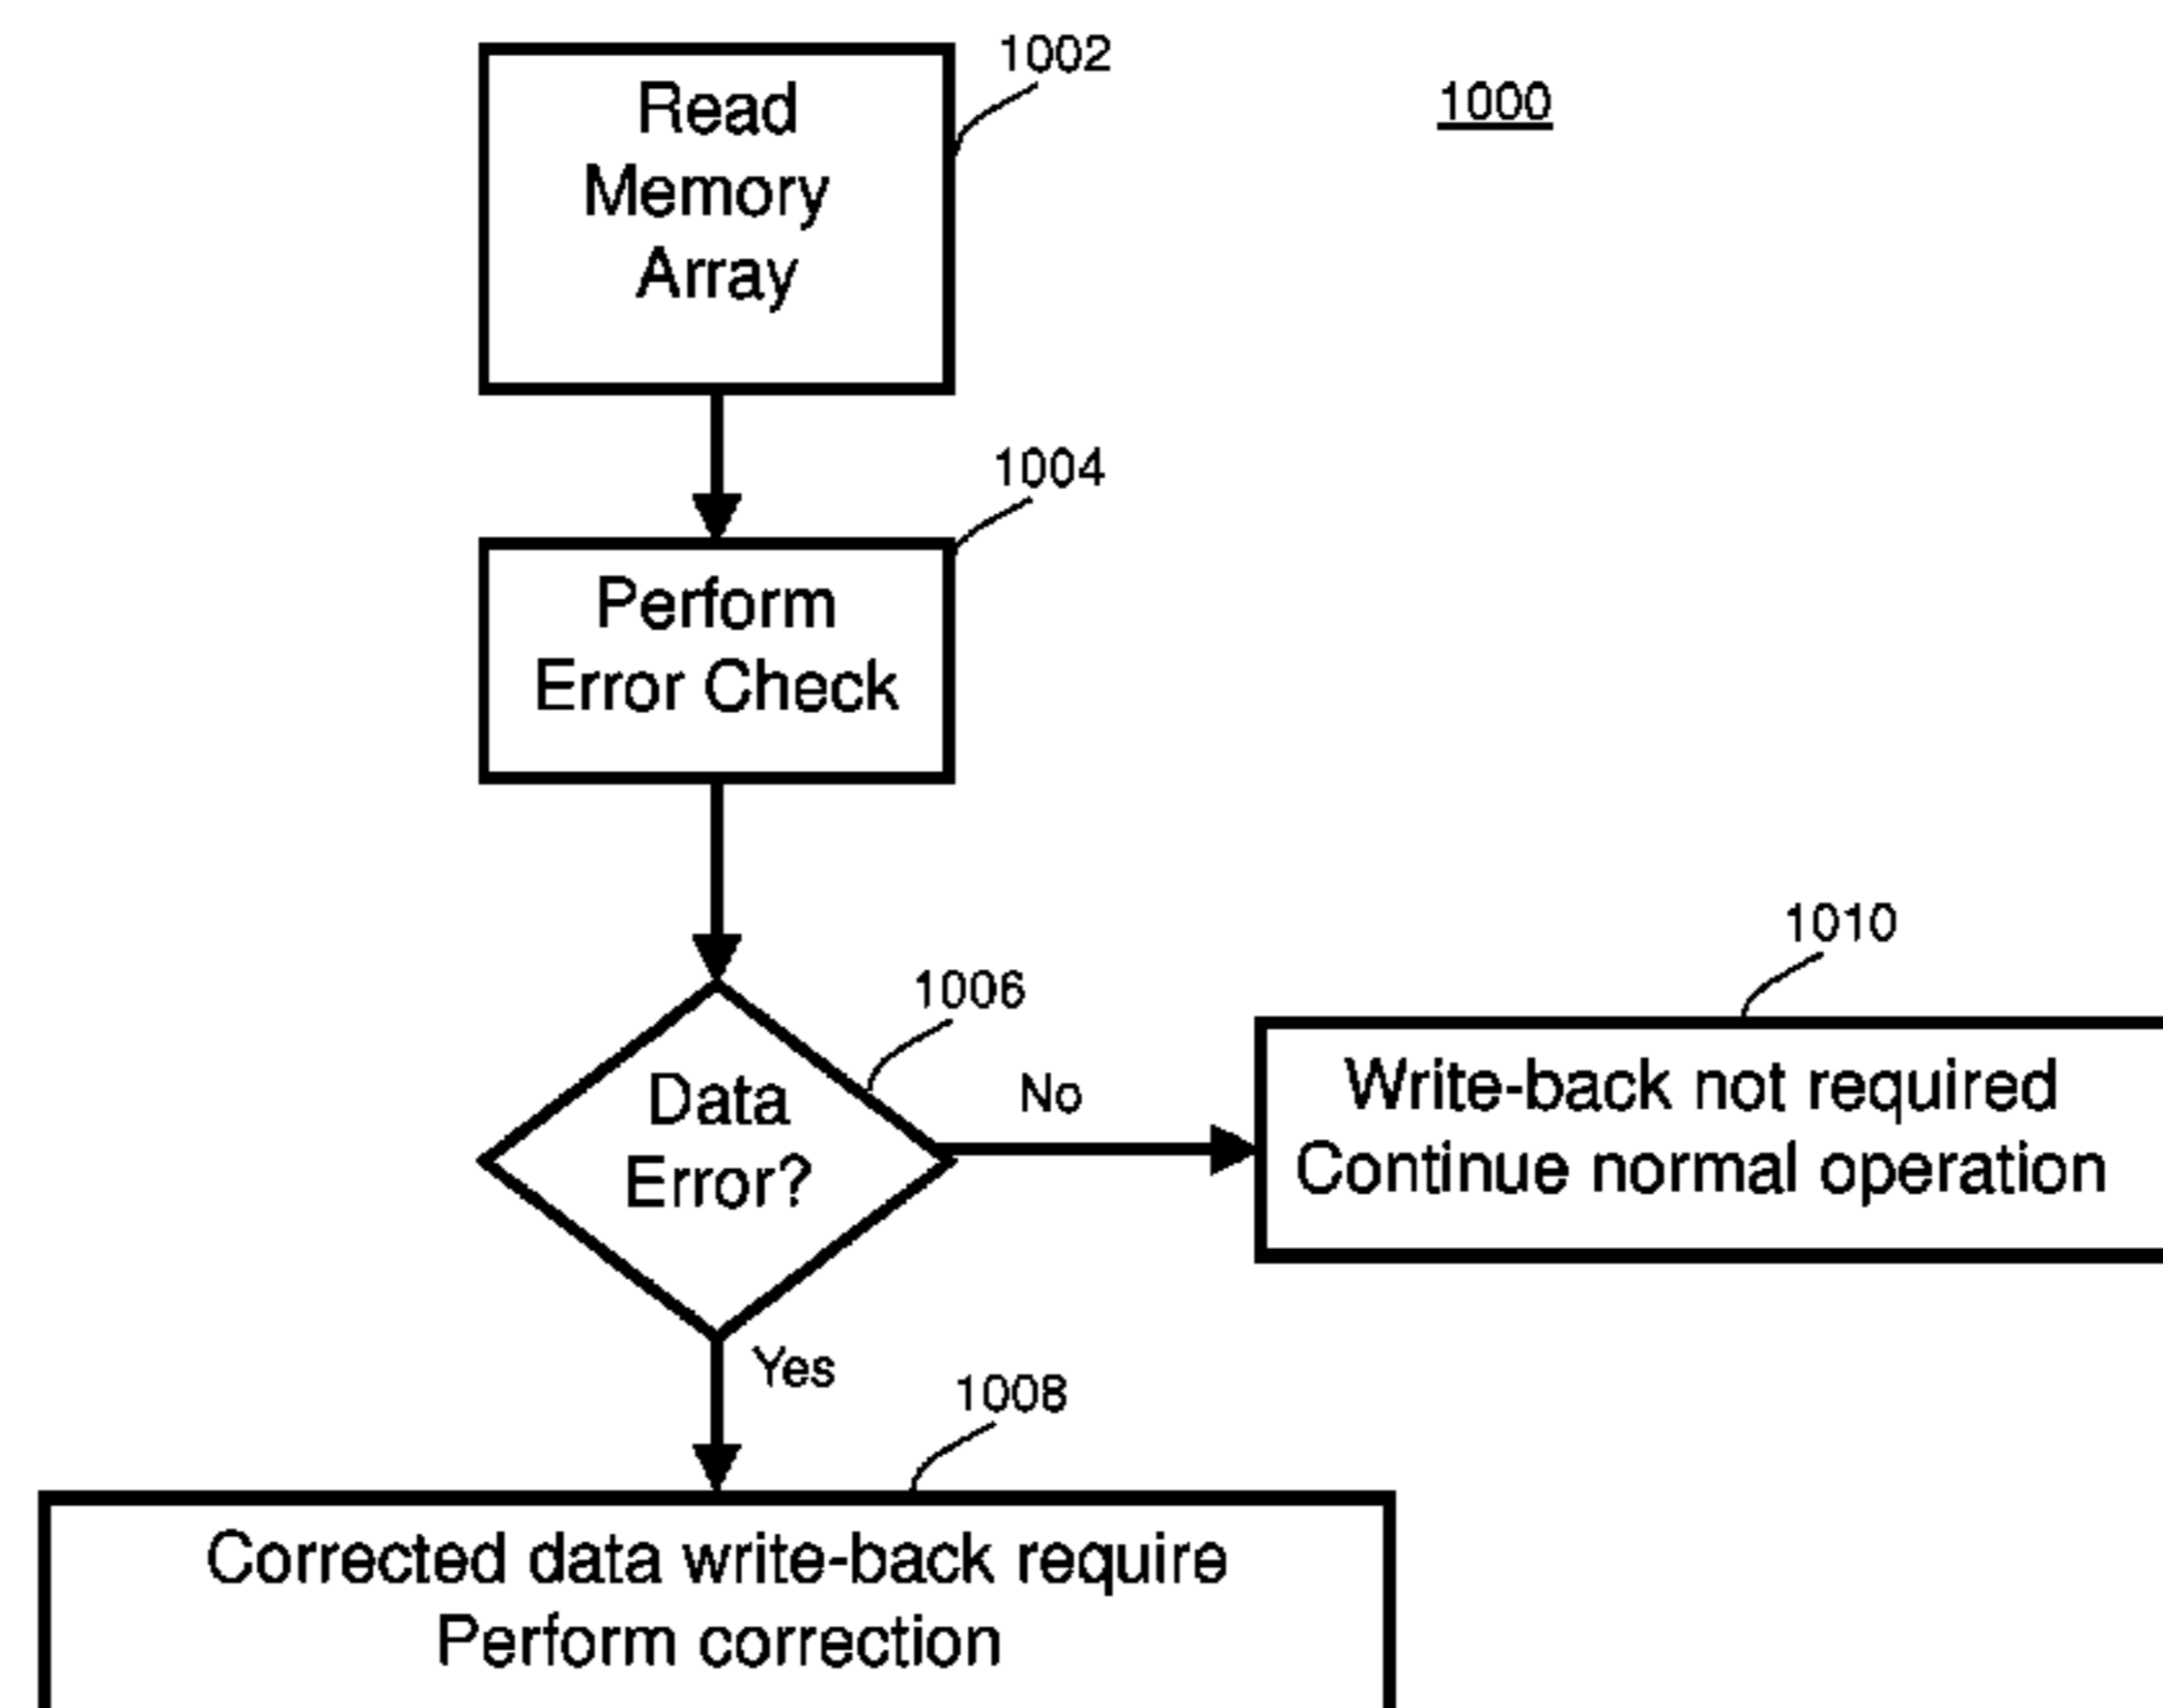 1002
1000
Read
Memory
Array
1004
Perform
Error Check
1006
Data
Error?
No
1010
Write-back not required
Continue normal operation
Yes
1008
Corrected data write-back require
Perform correction